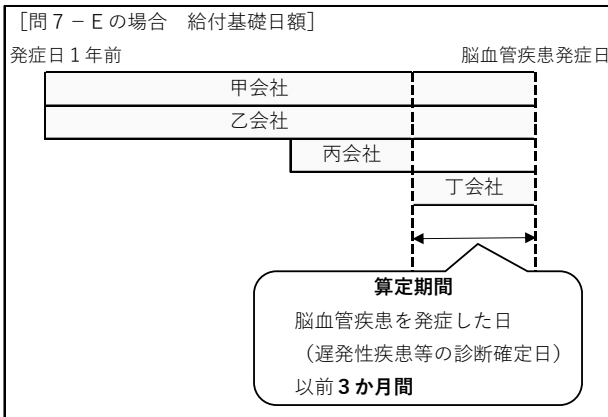 [問７－Ｅの場合　給付基礎日額]
発症日１年前　脳血管疾患発症日
甲会社
乙会社
丙会社
丁会社
算定期間
脳血管疾患を発症した日
（遅発性疾患等の診断確定日）
以前３か月間